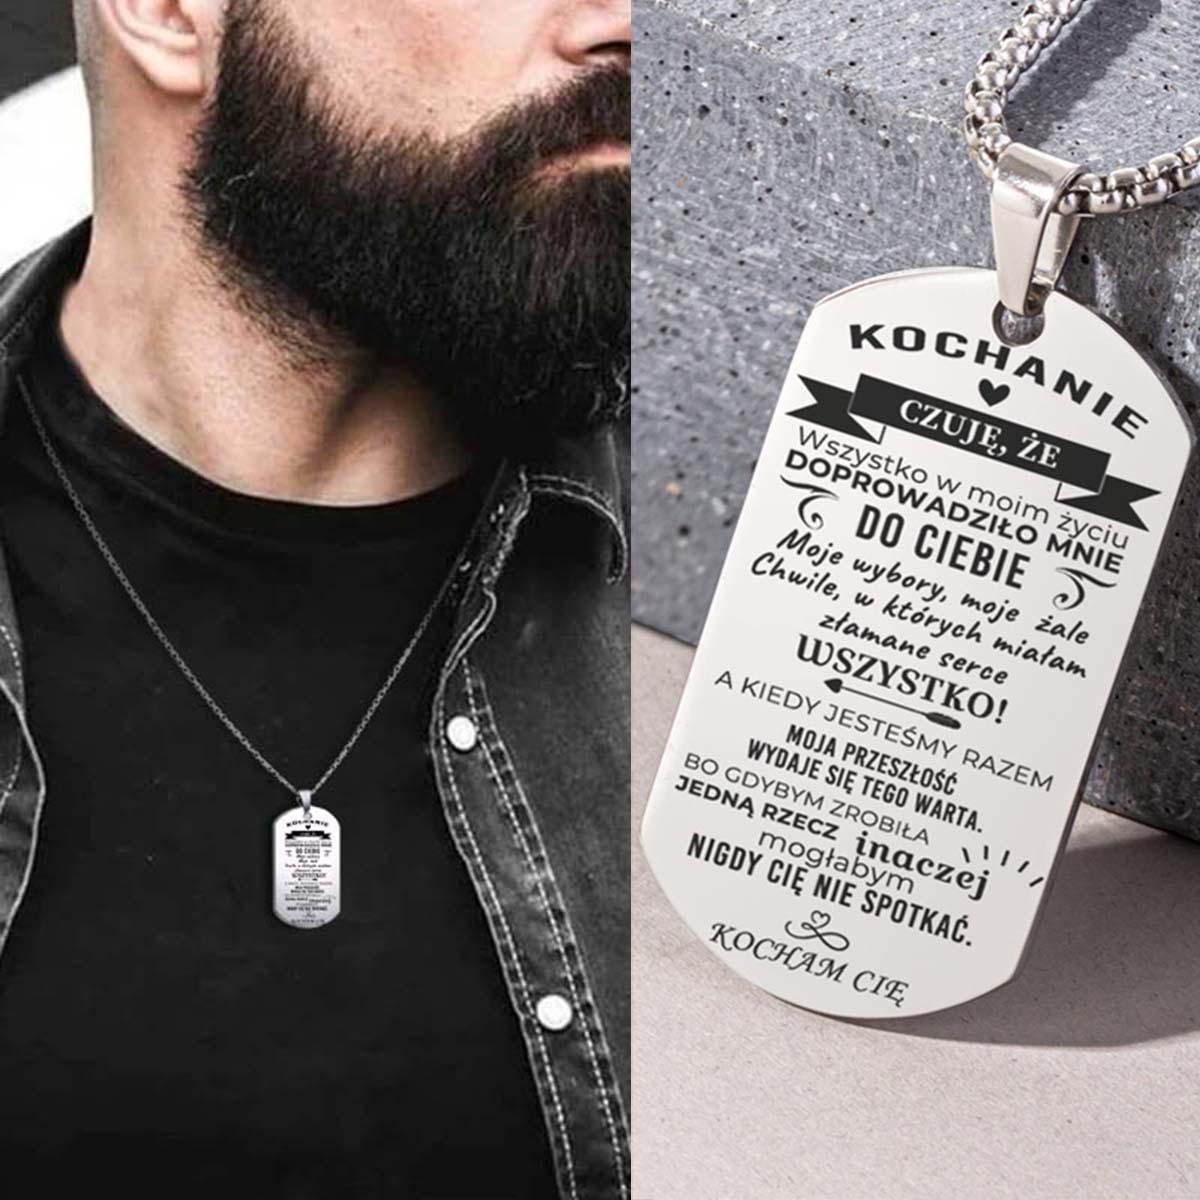 KOCHANIE
CZUJĘ, ŻE
Wszystko w moim życiu
DOPROWADZIŁO MNIE
DO CIEBIE
Moje wybory, moje żale
Chwile, w których miałam
złamane serce
WSZYSTKO!
A KIEDY JESTEŚMY RAZEM
MOJA PRZESZŁOŚĆ
WYDAJE SIĘ TEGO WARTA.
BO GDYBYM ZROBIŁA
JEDNĄ RZECZ inaczej
mogłabym
NIGDY CIĘ NIE SPOTKAĆ.
KOCHAM CIĘ